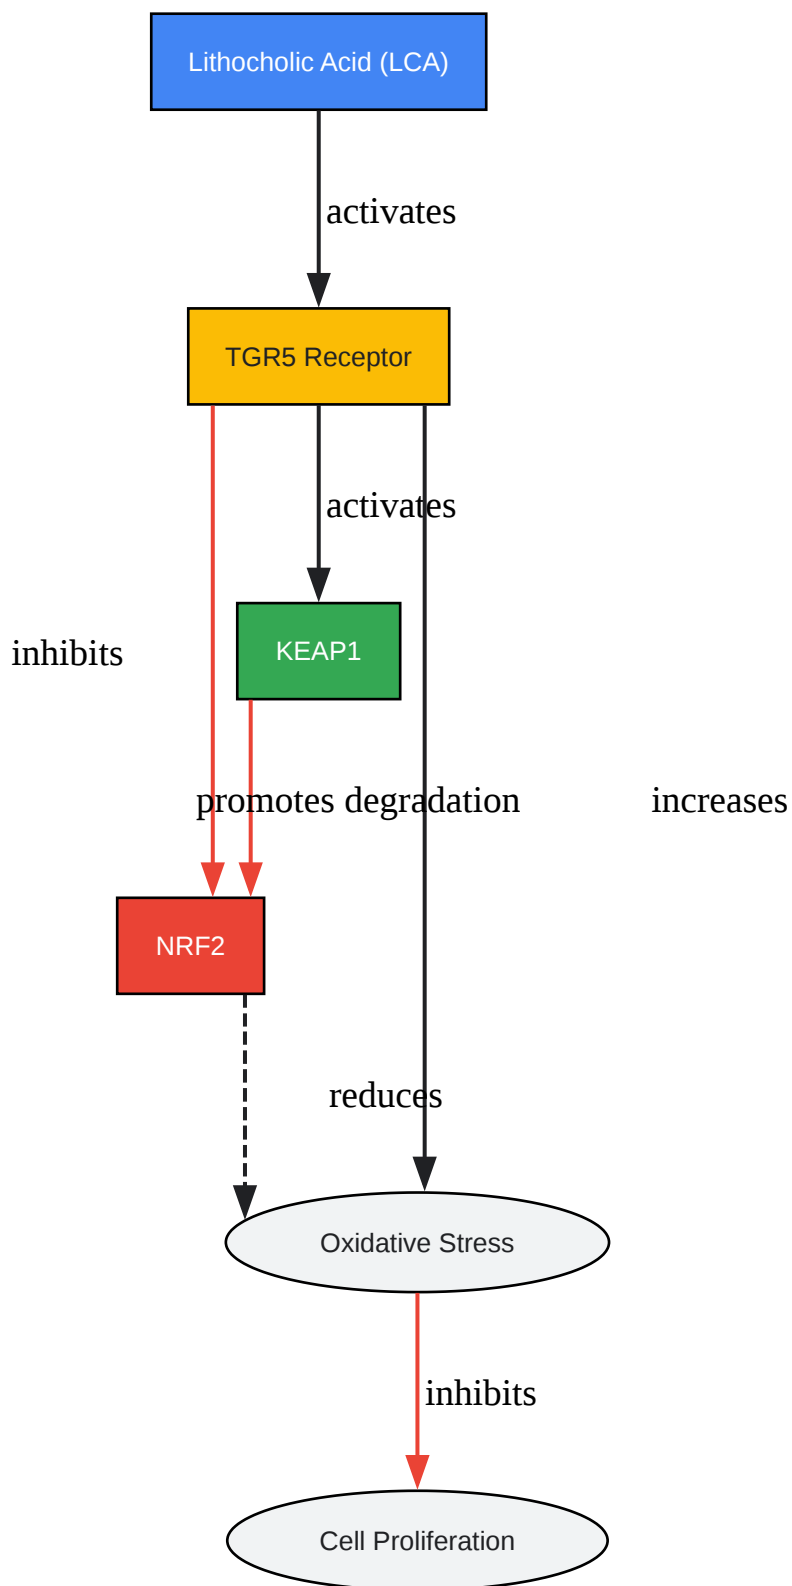 Lithocholic Acid (LCA)
activates
TGR5 Receptor
activates
KEAP1
inhibits
promotes degradation
increases
NRF2
reduces
Oxidative Stress
inhibits
Cell Proliferation